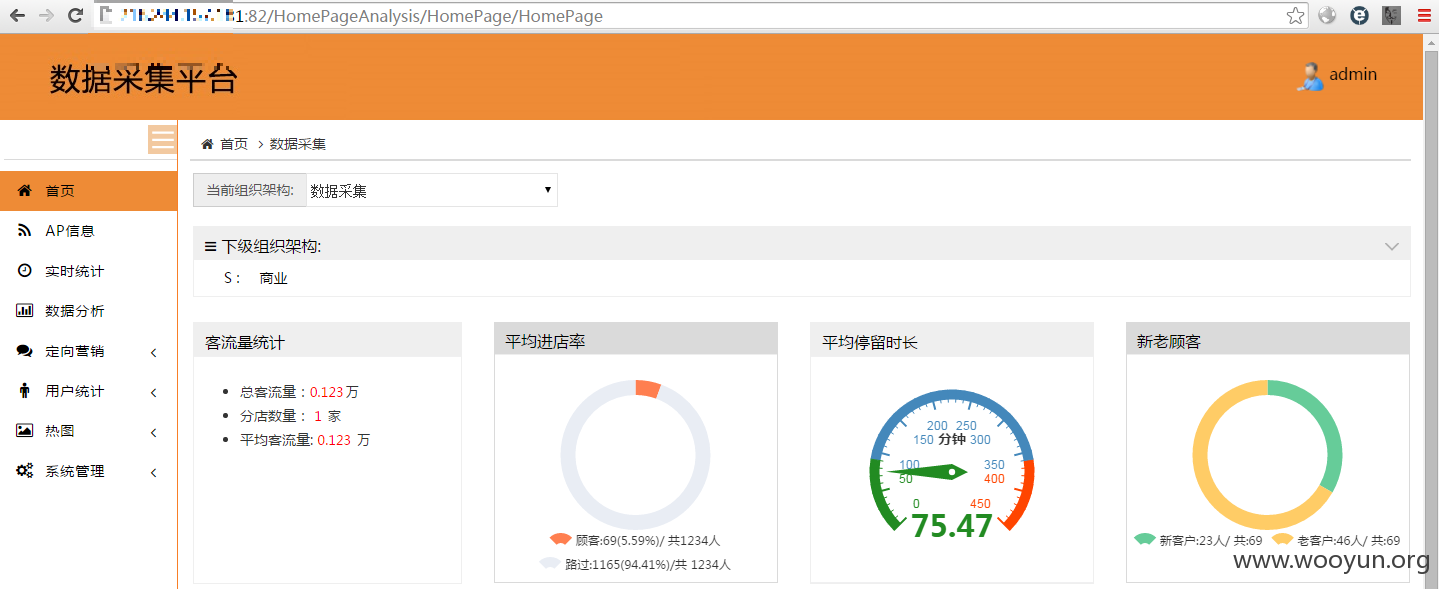 1:82/HomePageAnalysis/HomePage/HomePage
数据采集平台
admin
首页 > 数据采集
当前组织架构: 数据采集
首页
AP信息
实时统计
数据分析
定向营销
用户统计
热图
系统管理
下级组织架构:
S： 商业
客流量统计
总客流量：0.123万
分店数量： 1 家
平均客流量: 0.123 万
平均进店率
顾客:69(5.59%)/ 共1234人
路过:1165(94.41%)/共 1234人
平均停留时长
200 250
150 分钟 300
100 350
50 400
0 450
75.47
新老顾客
新客户:23人/ 共:69 老客户:46人/ 共:69
www.wooyun.org